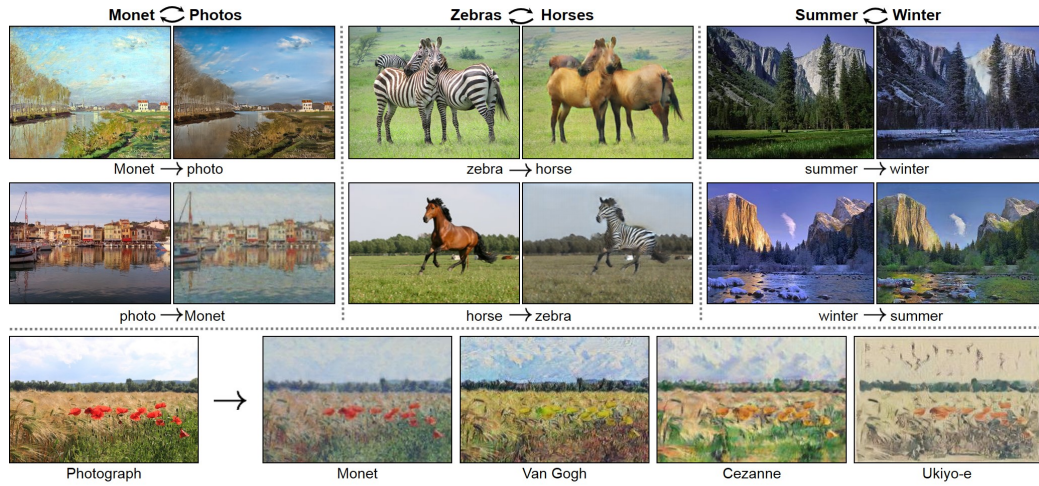 Monet ⇄ Photos
Zebras ⇄ Horses
Summer ⇄ Winter
Monet → photo
zebra → horse
summer → winter
photo → Monet
horse → zebra
winter → summer
Photograph
Monet
Van Gogh
Cezanne
Ukiyo-e